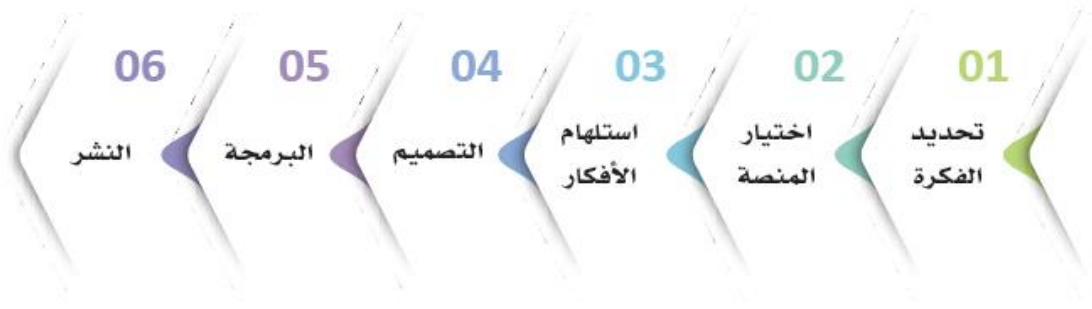 01
تحديد
الفكرة
02
اختيار
المنصة
03
استلهام
الأفكار
04
التصميم
05
البرمجة
06
النشر